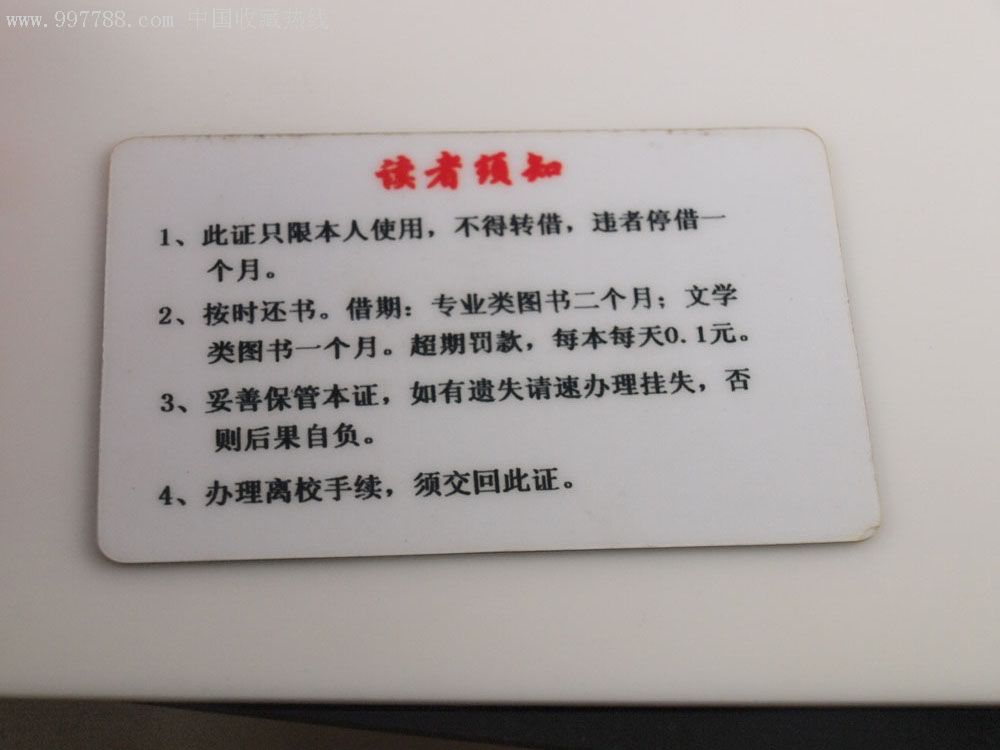 www.997788.com 中国收藏热线
读者须知
1、此证只限本人使用，不得转借，违者停借一
个月。
2、按时还书。借期：专业类图书二个月；文学
类图书一个月。超期罚款，每本每天0.1元。
3、妥善保管本证，如有遗失请速办理挂失，否
则后果自负。
4、办理离校手续，须交回此证。